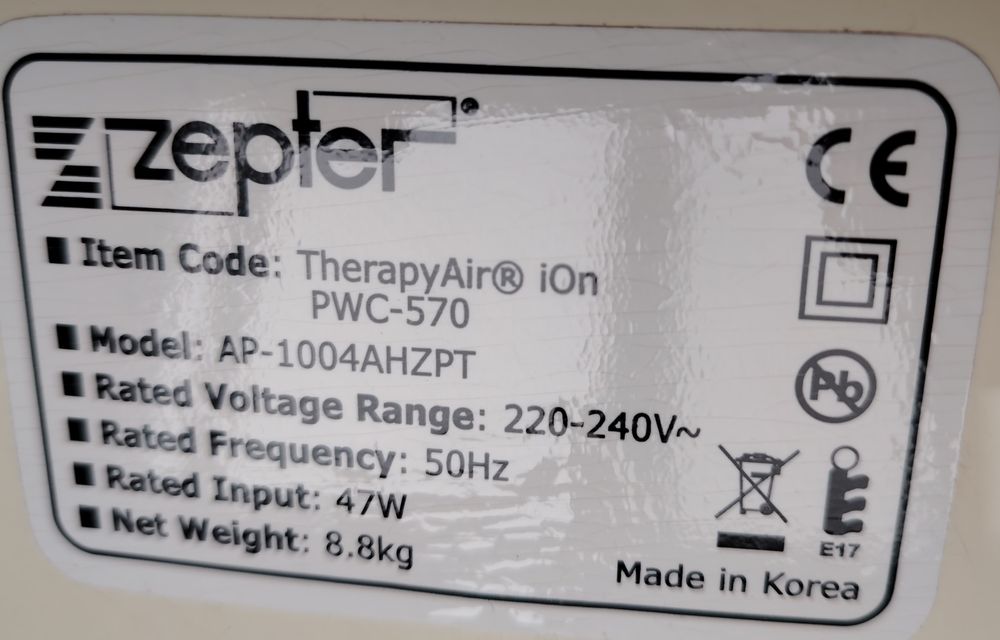 zepter®
CE
Item Code: TherapyAir® iOn
PWC-570
Model: AP-1004AHZPT
Pb
Rated Voltage Range: 220-240V~
Rated Frequency: 50Hz
Rated Input: 47W
E17
Net Weight: 8.8kg
Made in Korea